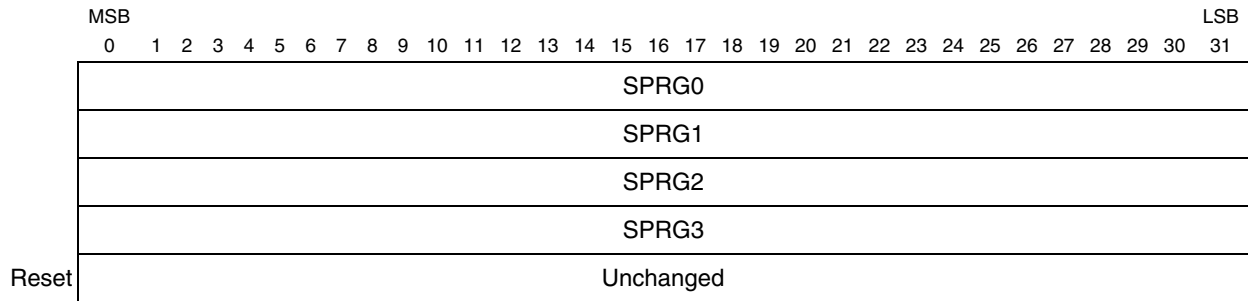 MSB LSB
0 1 2 3 4 5 6 7 8 9 10 11 12 13 14 15 16 17 18 19 20 21 22 23 24 25 26 27 28 29 30 31
SPRG0
SPRG1
SPRG2
SPRG3
Reset Unchanged